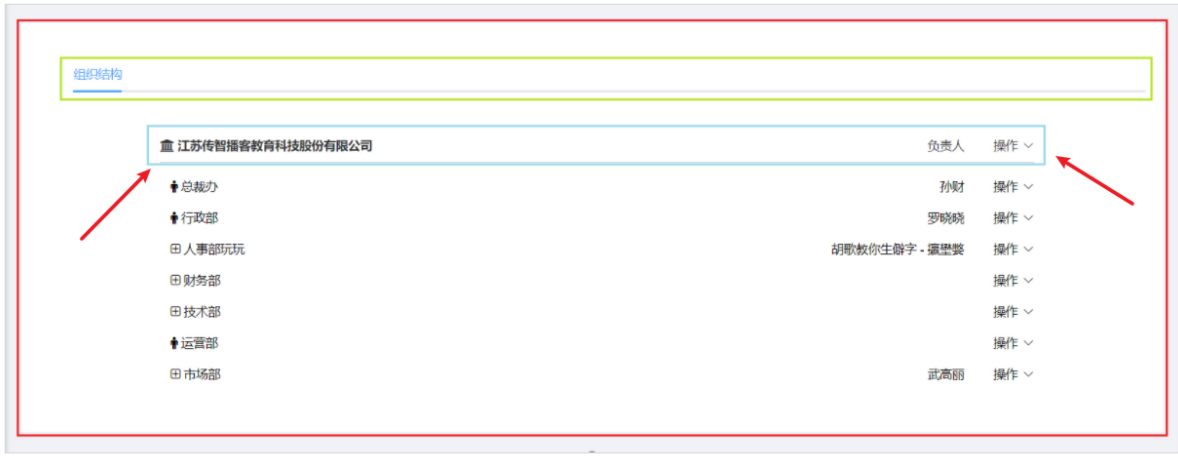 组织结构
江苏传智播客教育科技股份有限公司 负责人 操作
总裁办 孙财 操作
行政部 罗晓晓 操作
人事部玩玩 胡歌教你生僻字 - 操作
财务部 操作
技术部 操作
运营部 操作
市场部 武高丽 操作